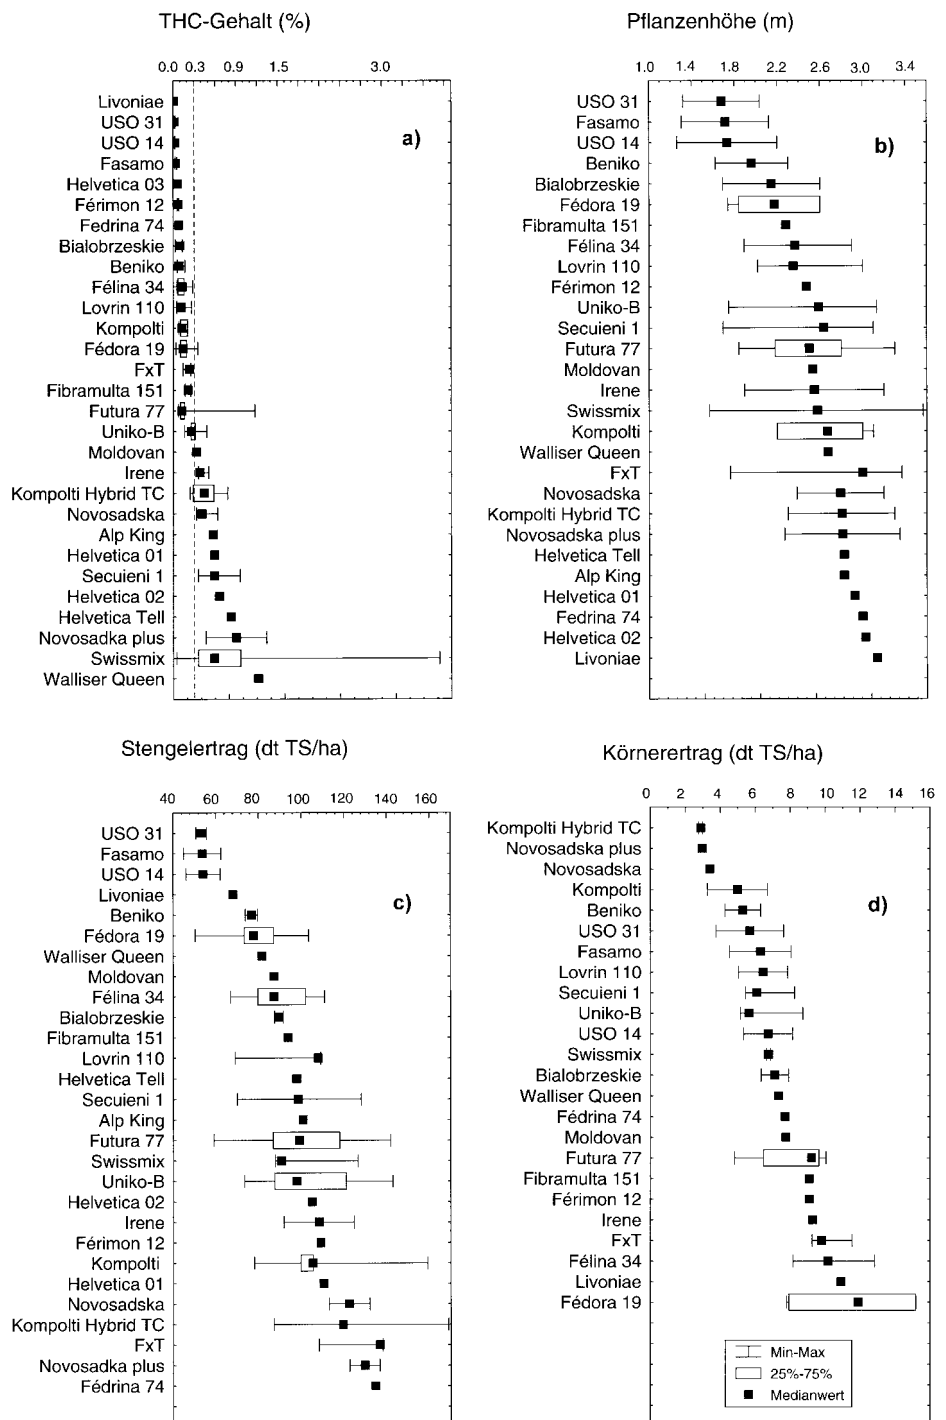 THC-Gehalt (%)
0.0 0.3 0.9 1.5 3.0
Livoniae
USO 31
USO 14
Fasamo
Helvetica 03
Férimon 12
Fedrina 74
Bialobrzeskie
Beniko
Félina 34
Lovrin 110
Kompolti
Fédora 19
FxT
Fibramulta 151
Futura 77
Uniko-B
Moldovan
Irene
Kompolti Hybrid TC
Novosadska
Alp King
Helvetica 01
Secuieni 1
Helvetica 02
Helvetica Tell
Novosadka plus
Swissmix
Walliser Queen
a)
Pflanzenhöhe (m)
1.0 1.4 1.8 2.2 2.6 3.0 3.4
USO 31
Fasamo
USO 14
Beniko
Bialobrzeskie
Fédora 19
Fibramulta 151
Félina 34
Lovrin 110
Férimon 12
Uniko-B
Secuieni 1
Futura 77
Moldovan
Irene
Swissmix
Kompolti
Walliser Queen
FxT
Novosadska
Kompolti Hybrid TC
Novosadska plus
Helvetica Tell
Alp King
Helvetica 01
Fedrina 74
Helvetica 02
Livoniae
b)
Stengelertrag (dt TS/ha)
40 60 80 100 120 140 160
USO 31
Fasamo
USO 14
Livoniae
Beniko
Fédora 19
Walliser Queen
Moldovan
Félina 34
Bialobrzeskie
Fibramulta 151
Lovrin 110
Helvetica Tell
Secuieni 1
Alp King
Futura 77
Swissmix
Uniko-B
Helvetica 02
Irene
Férimon 12
Kompolti
Helvetica 01
Novosadska
Kompolti Hybrid TC
FxT
Novosadka plus
Fédrina 74
c)
Körnerertrag (dt TS/ha)
0 2 4 6 8 10 12 14 16
Kompolti Hybrid TC
Novosadska plus
Novosadska
Kompolti
Beniko
USO 31
Fasamo
Lovrin 110
Secuieni 1
Uniko-B
USO 14
Swissmix
Bialobrzeskie
Walliser Queen
Fédrina 74
Moldovan
Futura 77
Fibramulta 151
Férimon 12
Irene
FxT
Félina 34
Livoniae
Fédora 19
d)
Min-Max
25%-75%
Medianwert